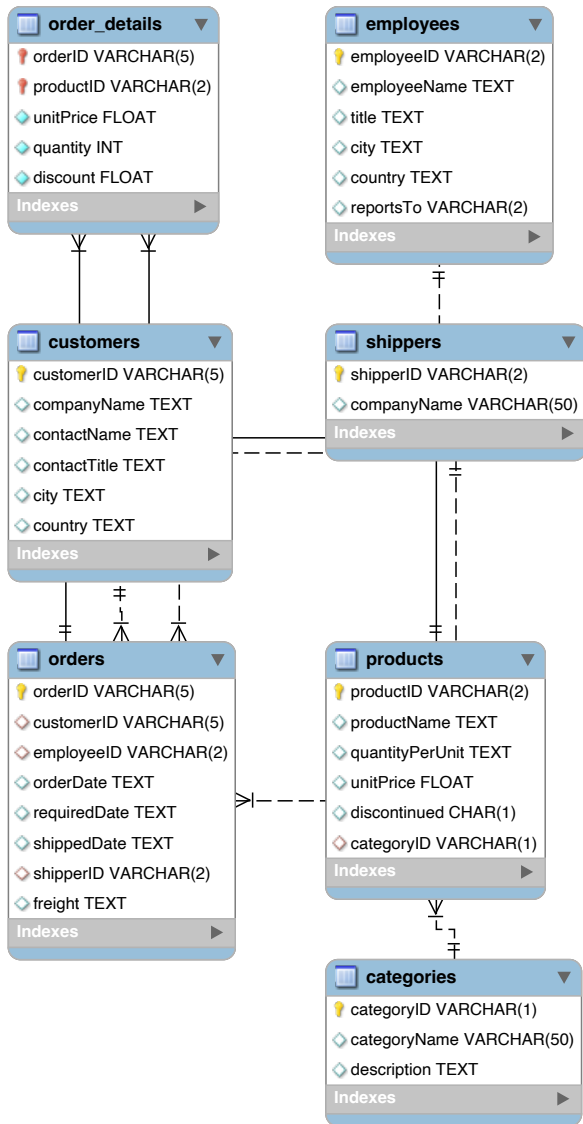 order_details
orderID VARCHAR(5)
productID VARCHAR(2)
unitPrice FLOAT
quantity INT
discount FLOAT
Indexes
employees
employeeID VARCHAR(2)
employeeName TEXT
title TEXT
city TEXT
country TEXT
reportsTo VARCHAR(2)
Indexes
customers
customerID VARCHAR(5)
companyName TEXT
contactName TEXT
contactTitle TEXT
city TEXT
country TEXT
Indexes
shippers
shipperID VARCHAR(2)
companyName VARCHAR(50)
Indexes
orders
orderID VARCHAR(5)
customerID VARCHAR(5)
employeeID VARCHAR(2)
orderDate TEXT
requiredDate TEXT
shippedDate TEXT
shipperID VARCHAR(2)
freight TEXT
Indexes
products
productID VARCHAR(2)
productName TEXT
quantityPerUnit TEXT
unitPrice FLOAT
discontinued CHAR(1)
categoryID VARCHAR(1)
Indexes
categories
categoryID VARCHAR(1)
categoryName VARCHAR(50)
description TEXT
Indexes